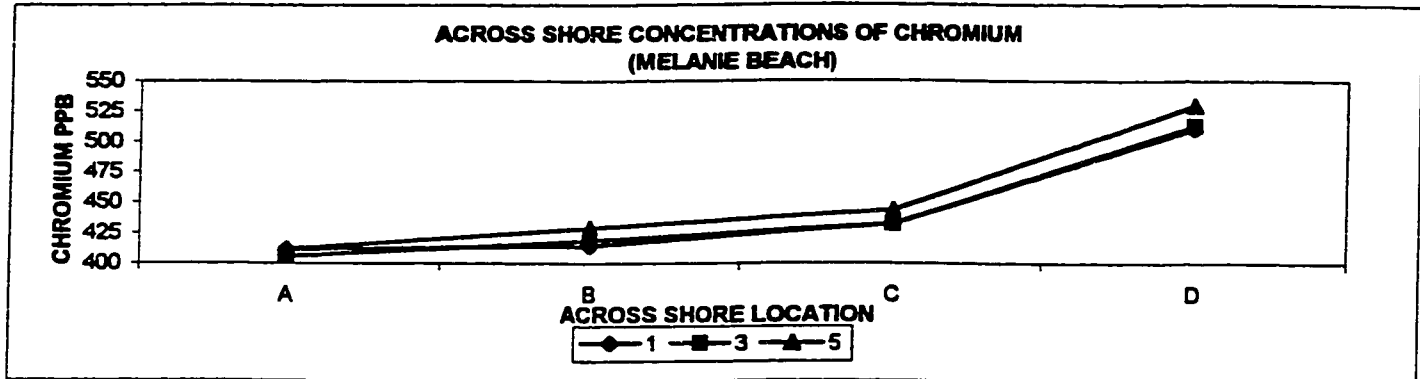 ACROSS SHORE CONCENTRATIONS OF CHROMIUM
(MELANIE BEACH)
CHROMIUM PPB
550
525
500
475
450
425
400
A B C D
ACROSS SHORE LOCATION
1 3 5